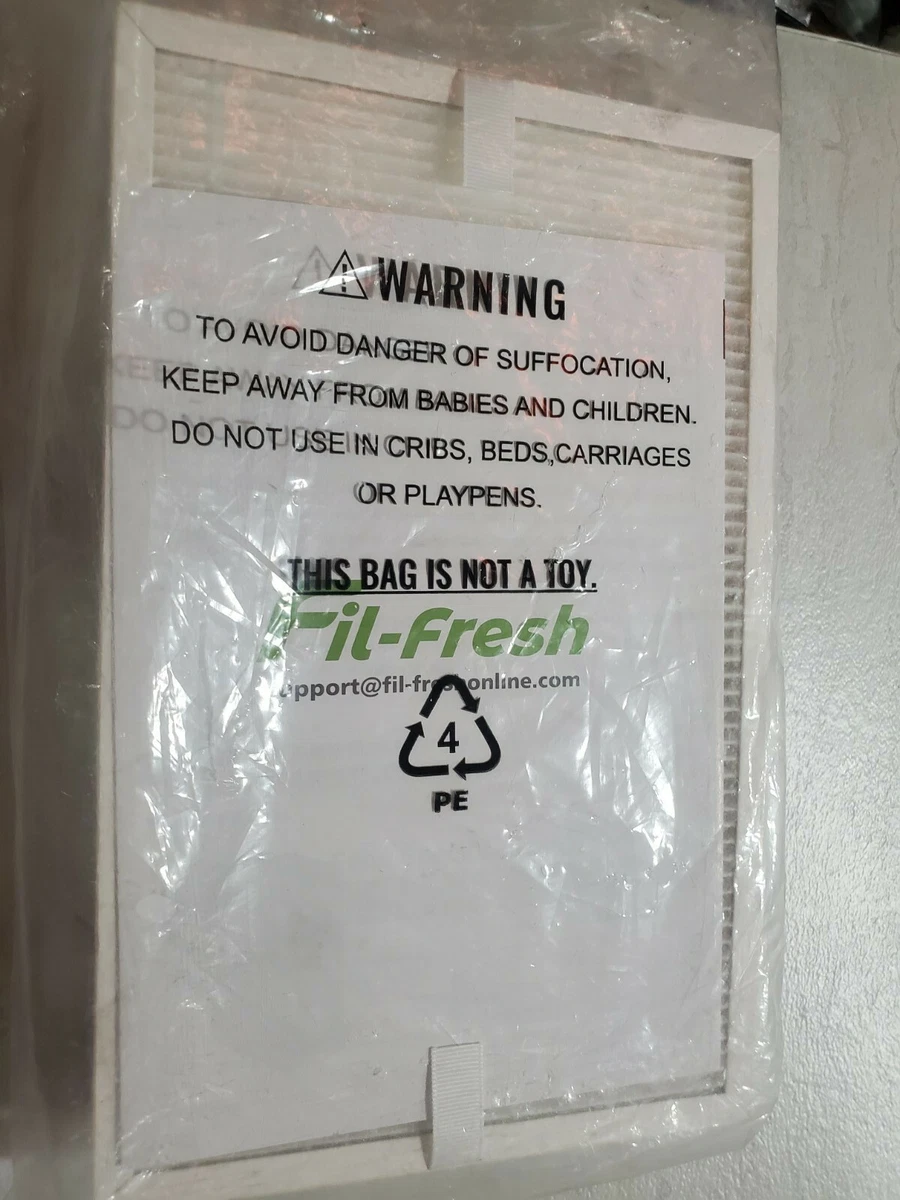 WARNING
TO AVOID DANGER OF SUFFOCATION,
KEEP AWAY FROM BABIES AND CHILDREN.
DO NOT USE IN CRIBS, BEDS,CARRIAGES
OR PLAYPENS.
THIS BAG IS NOT A TOY.
Fil-Fresh
4
PE